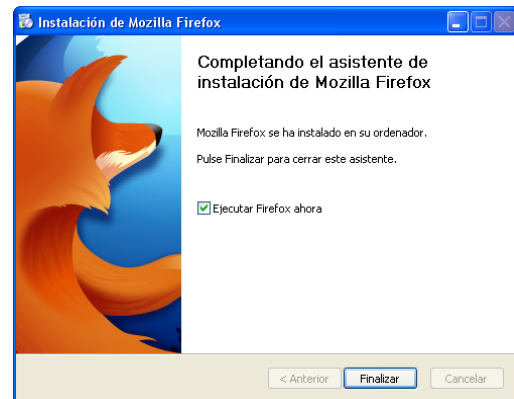 Instalación de Mozilla Firefox
Completando el asistente de
instalación de Mozilla Firefox
Mozilla Firefox se ha instalado en su ordenador.
Pulse Finalizar para cerrar este asistente.
Ejecutar Firefox ahora
< Anterior Finalizar Cancelar